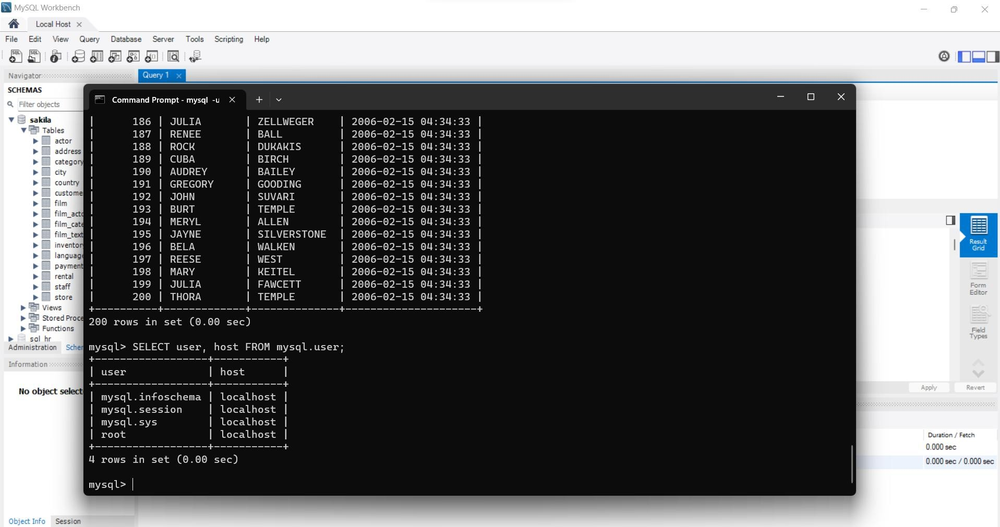 MySQL Workbench
Local Host
File Edit View Query Database Server Tools Scripting Help
Navigator
Query 1
SCHEMAS
Filter objects
sakila
Tables
actor
address
category
city
country
custome
film
film_acto
film_cate
film_text
inventory
language
payment
rental
staff
store
Views
Stored Proce
Functions
sql_hr
Administration Schem
Information
No object select
Object Info Session
Command Prompt - mysql -u
| 186 | JULIA | ZELLWEGER | 2006-02-15 04:34:33 |
| 187 | RENEE | BALL | 2006-02-15 04:34:33 |
| 188 | ROCK | DUKAKIS | 2006-02-15 04:34:33 |
| 189 | CUBA | BIRCH | 2006-02-15 04:34:33 |
| 190 | AUDREY | BAILEY | 2006-02-15 04:34:33 |
| 191 | GREGORY | GOODING | 2006-02-15 04:34:33 |
| 192 | JOHN | SUVARI | 2006-02-15 04:34:33 |
| 193 | BURT | TEMPLE | 2006-02-15 04:34:33 |
| 194 | MERYL | ALLEN | 2006-02-15 04:34:33 |
| 195 | JAYNE | SILVERSTONE | 2006-02-15 04:34:33 |
| 196 | BELA | WALKEN | 2006-02-15 04:34:33 |
| 197 | REESE | WEST | 2006-02-15 04:34:33 |
| 198 | MARY | KEITEL | 2006-02-15 04:34:33 |
| 199 | JULIA | FAWCETT | 2006-02-15 04:34:33 |
| 200 | THORA | TEMPLE | 2006-02-15 04:34:33 |
+----------+-------------+--------------+---------------------+
200 rows in set (0.00 sec)
mysql> SELECT user, host FROM mysql.user;
+------------------+-----------+
| user | host |
+------------------+-----------+
| mysql.infoschema | localhost |
| mysql.session | localhost |
| mysql.sys | localhost |
| root | localhost |
+------------------+-----------+
4 rows in set (0.00 sec)
mysql>
Result
Grid
Form
Editor
Field
Types
Apply Revert
Duration / Fetch
0.000 sec
0.000 sec / 0.000 sec